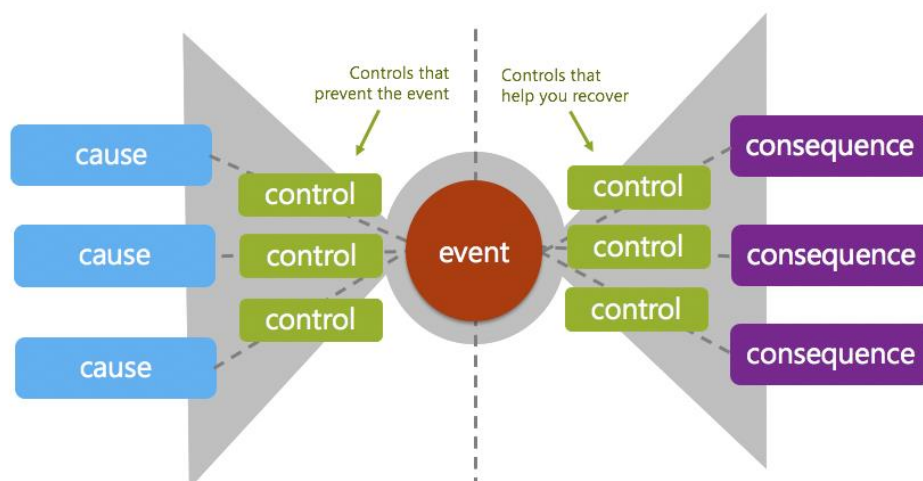 Controls that
prevent the event
Controls that
help you recover
cause
control
control
consequence
cause
control
event
control
consequence
cause
control
control
consequence